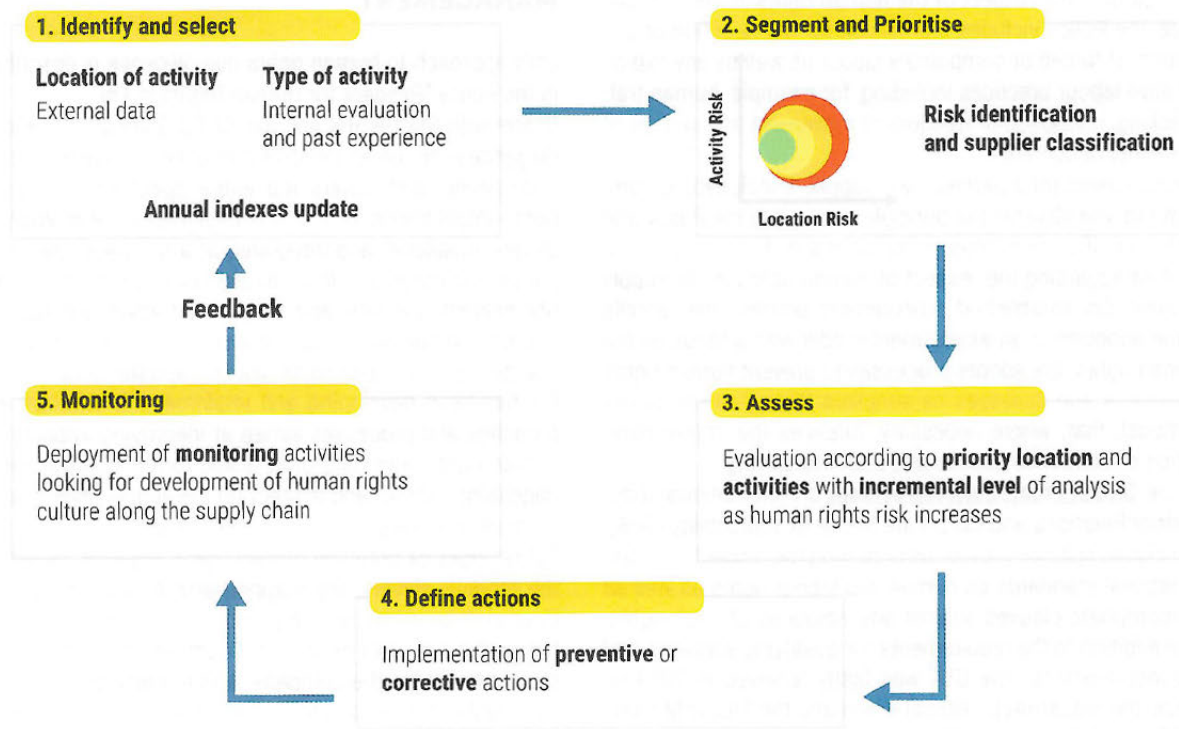 1. Identify and select
Location of activity
External data
Type of activity
Internal evaluation
and past experience
Annual indexes update
2. Segment and Prioritise
Activity Risk
Location Risk
Risk identification
and supplier classification
3. Assess
Evaluation according to priority location and
activities with incremental level of analysis
as human rights risk increases
4. Define actions
Implementation of preventive or
corrective actions
5. Monitoring
Deployment of monitoring activities
looking for development of human rights
culture along the supply chain
Feedback